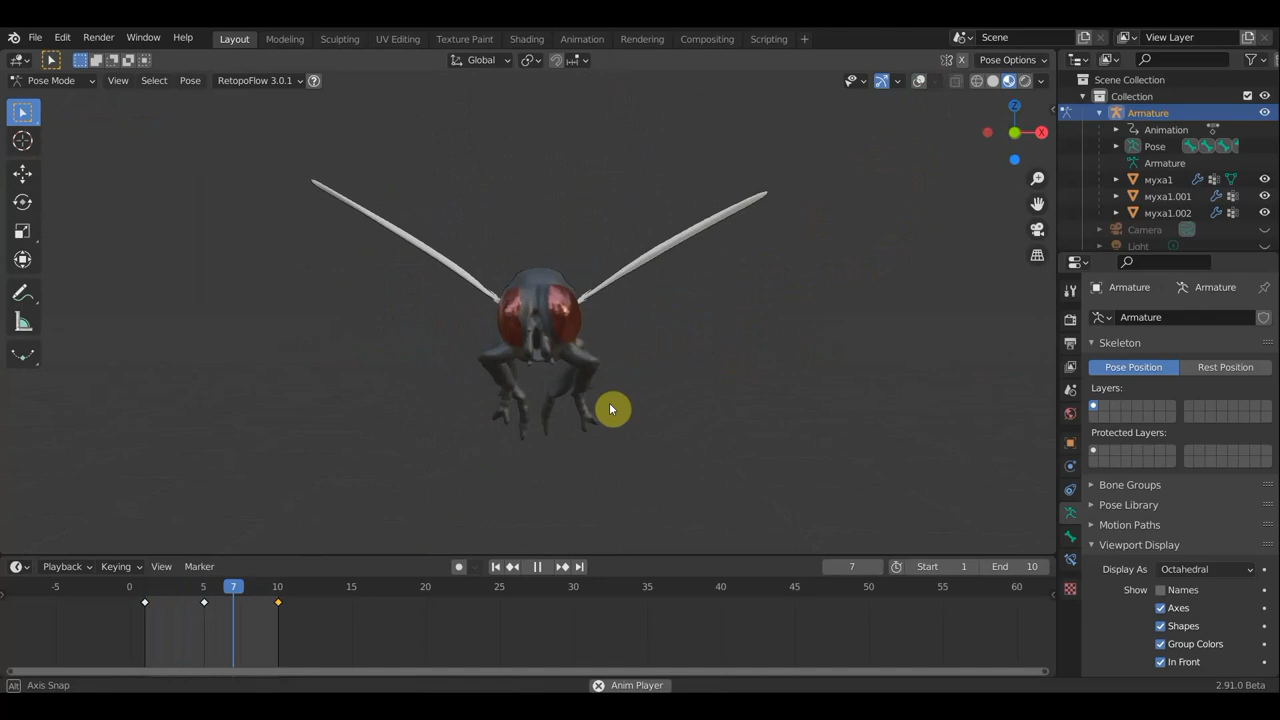 File Edit Render Window Help Layout Modeling Sculpting UV Editing Texture Paint Shading Animation Rendering Compositing Scripting + Scene View Layer
Global X Pose Options
Pose Mode View Select Pose RetopoFlow 3.0.1 ?
Scene Collection
Collection
Armature
Animation
Pose
Armature
муха1
муха1.001
муха1.002
Camera
Light
Z
X
Armature Armature
Armature
Skeleton
Pose Position Rest Position
Layers:
Protected Layers:
Bone Groups
Pose Library
Motion Paths
Viewport Display
Display As Octahedral
Show Names
Axes
Shapes
Group Colors
In Front
Playback Keying View Marker 7 Start 1 End 10
-5 0 5 7 10 15 20 25 30 35 40 45 50 55 60
Alt Axis Snap Anim Player 2.91.0 Beta